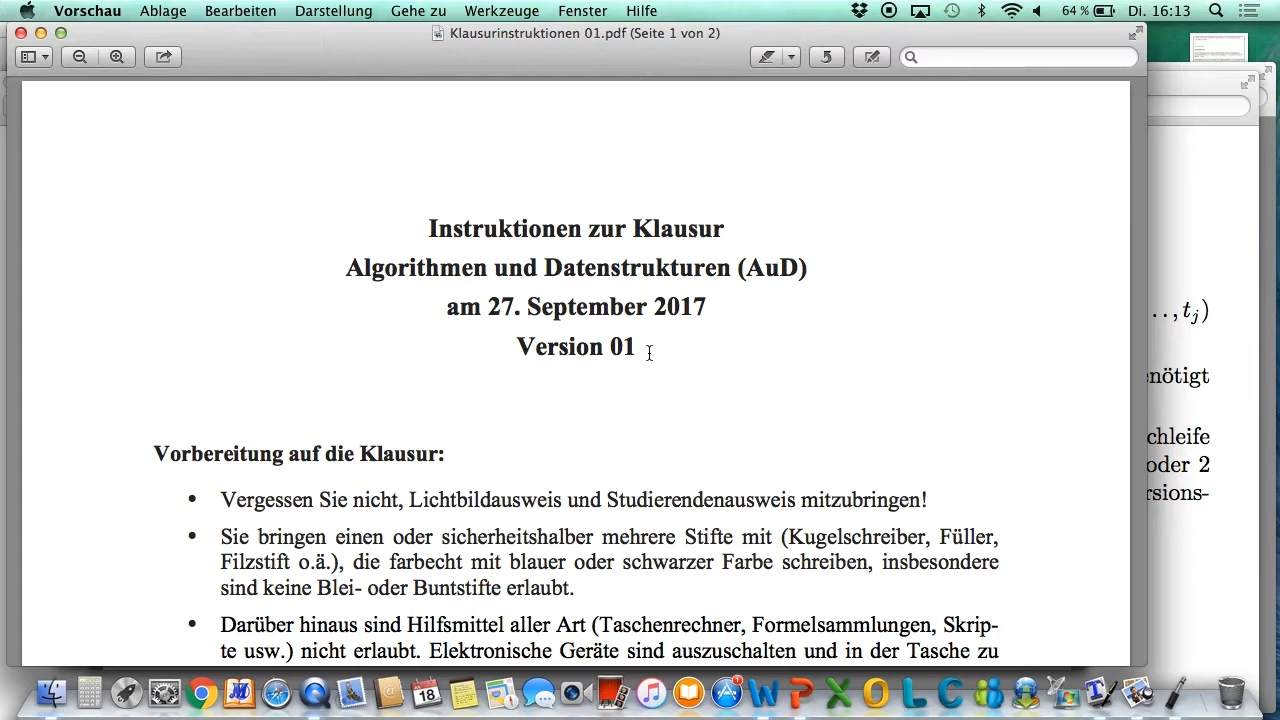 Vorschau Ablage Bearbeiten Darstellung Gehe zu Werkzeuge Fenster Hilfe 64 % Di. 16:13
Klausurinstruktionen 01.pdf (Seite 1 von 2)
Instruktionen zur Klausur
Algorithmen und Datenstrukturen (AuD)
am 27. September 2017
Version 01
Vorbereitung auf die Klausur:
• Vergessen Sie nicht, Lichtbildausweis und Studierendenausweis mitzubringen!
• Sie bringen einen oder sicherheitshalber mehrere Stifte mit (Kugelschreiber, Füller,
Filzstift o.ä.), die farbecht mit blauer oder schwarzer Farbe schreiben, insbesondere
sind keine Blei- oder Buntstifte erlaubt.
• Darüber hinaus sind Hilfsmittel aller Art (Taschenrechner, Formelsammlungen, Skrip-
te usw.) nicht erlaubt. Elektronische Geräte sind auszuschalten und in der Tasche zu
. . , tⱼ)
enötigt
chleife
oder 2
rsions-
18